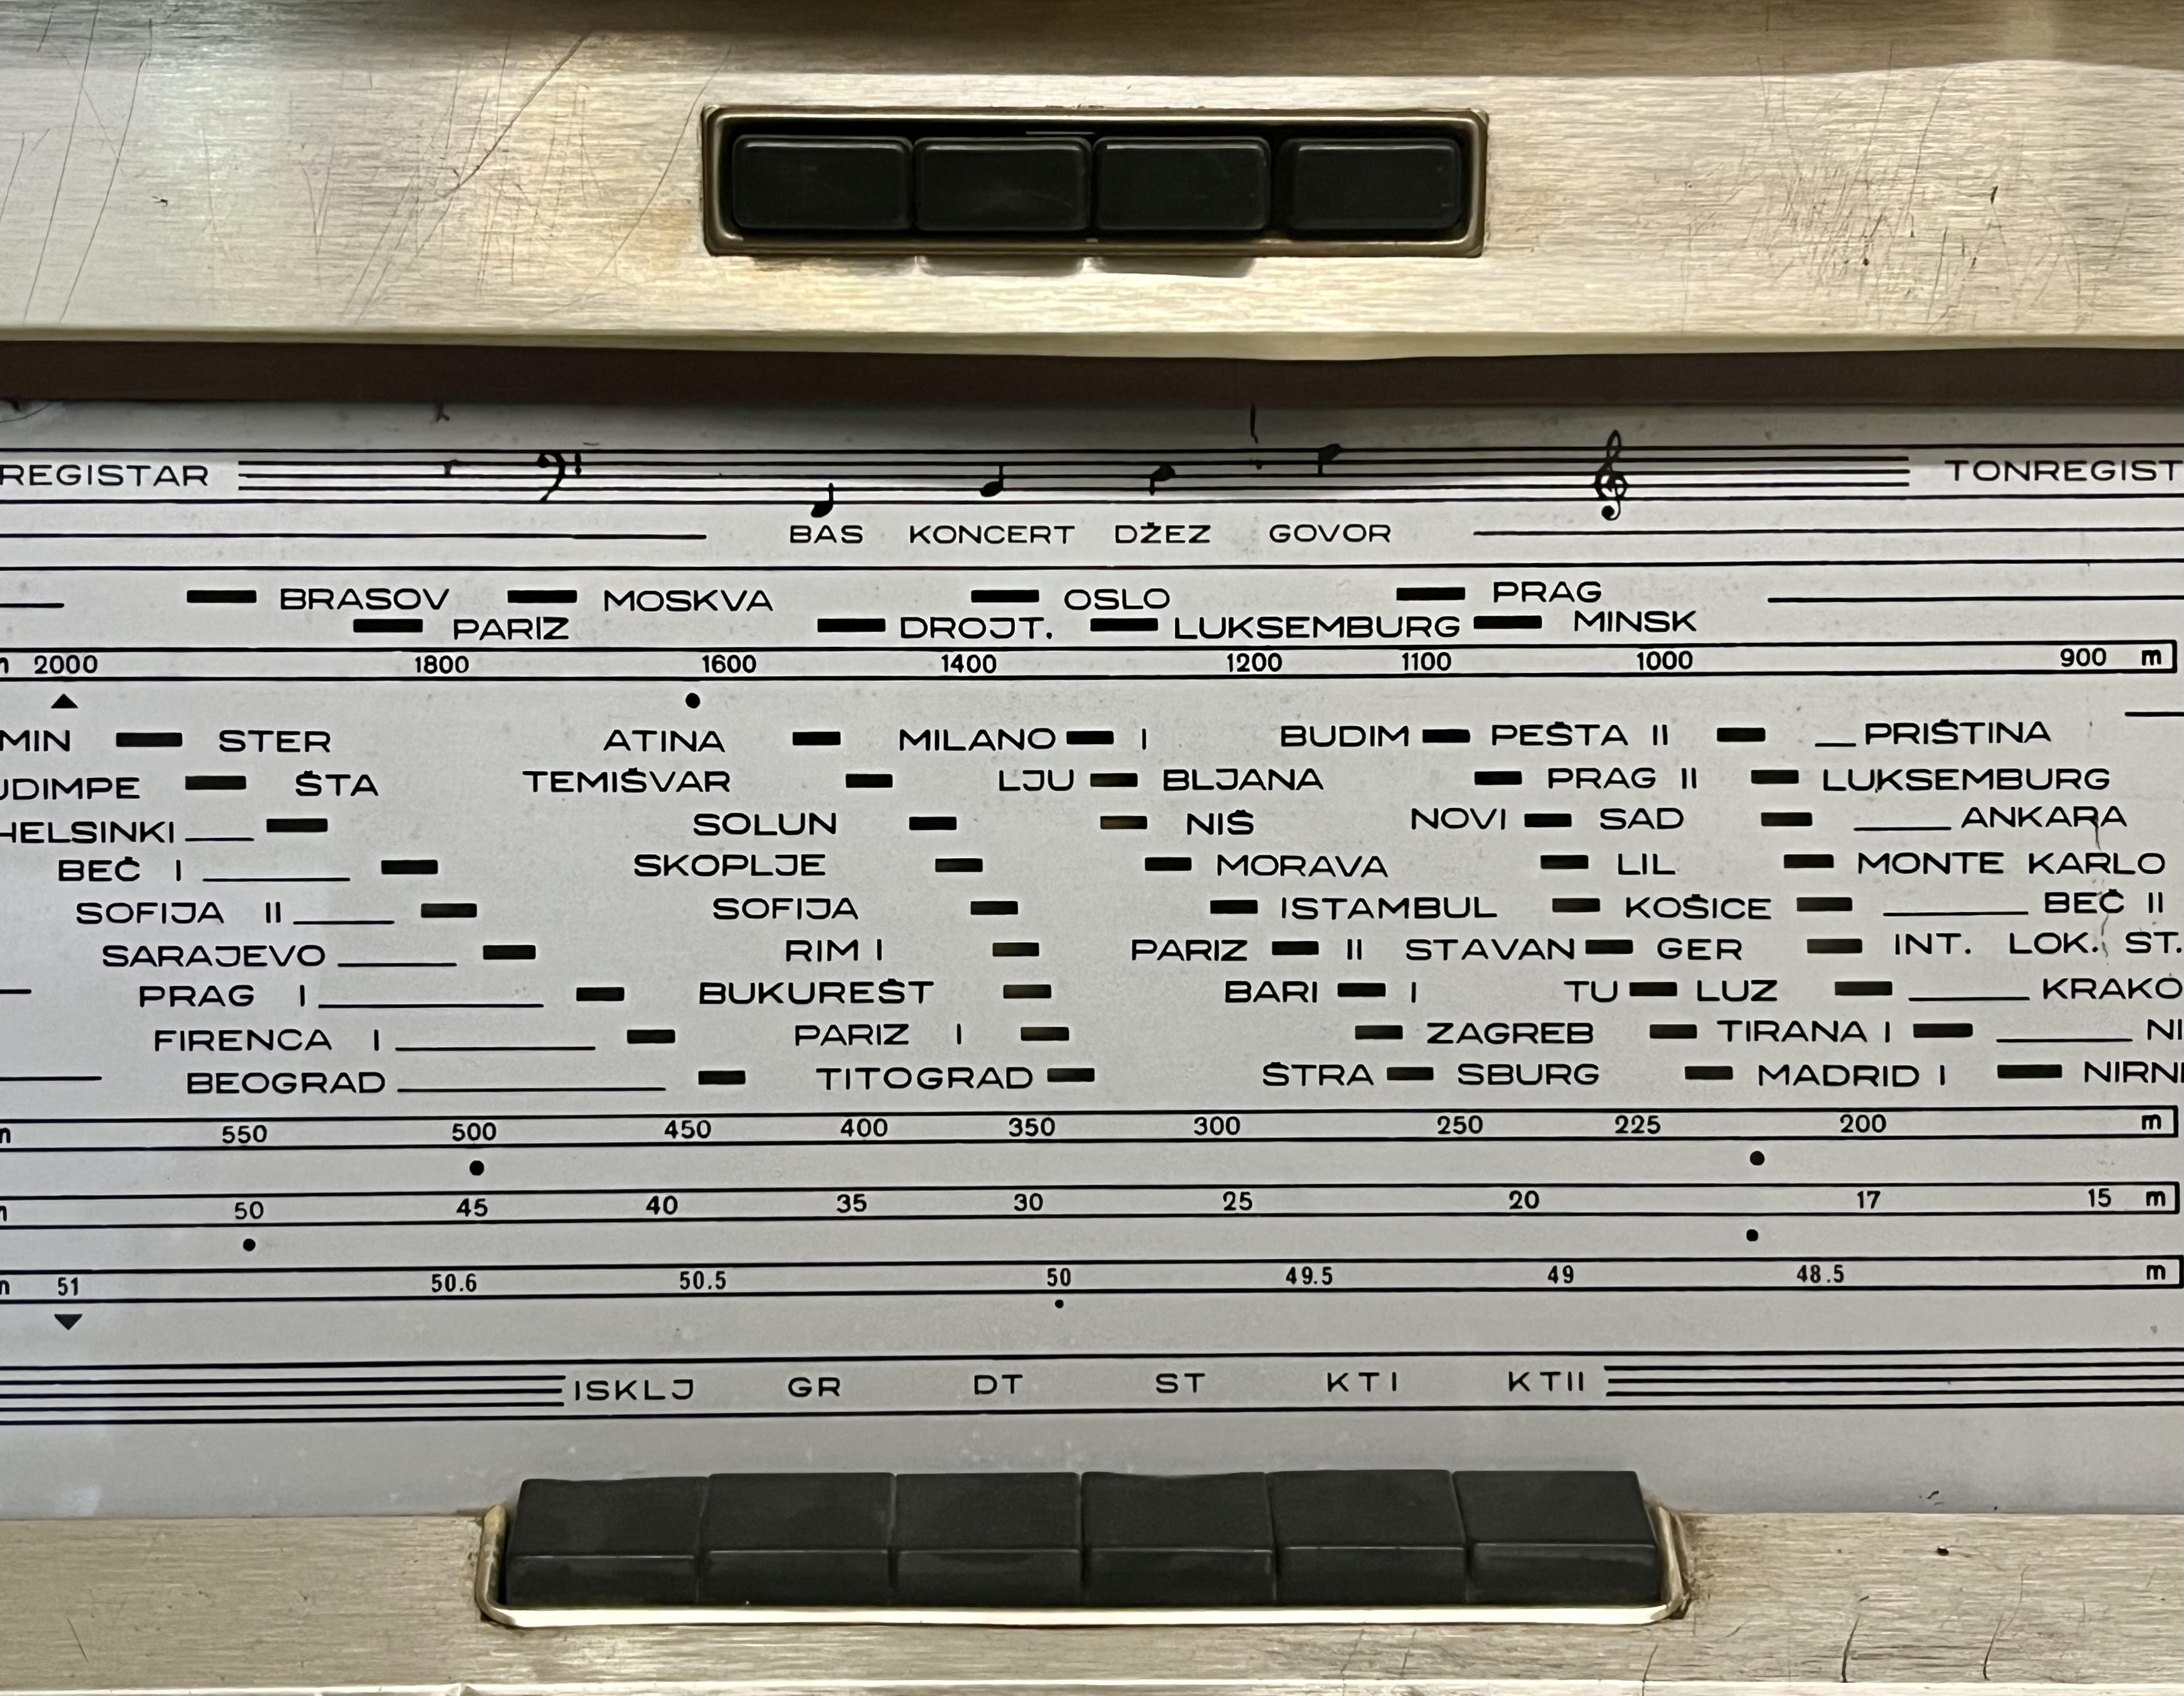 REGISTAR TONREGIST
BAS KONCERT DŽEZ GOVOR
BRASOV MOSKVA OSLO PRAG
PARIZ DROJT. LUKSEMBURG MINSK
m 2000 1800 1600 1400 1200 1100 1000 900 m
MIN STER ATINA MILANO I BUDIM PEŠTA II PRIŠTINA
UDIMPE ŠTA TEMIŠVAR LJU BLJANA PRAG II LUKSEMBURG
HELSINKI SOLUN NIŠ NOVI SAD ANKARA
BEČ I SKOPLJE MORAVA LIL MONTE KARLO
SOFIJA II SOFIJA ISTAMBUL KOŠICE BEČ II
SARAJEVO RIM I PARIZ II STAVAN GER INT. LOK. ST.
PRAG I BUKUREŠT BARI I TU LUZ KRAKO
FIRENCA I PARIZ I ZAGREB TIRANA I NI
BEOGRAD TITOGRAD ŠTRA SBURG MADRID I NIRN
m 550 500 450 400 350 300 250 225 200 m
m 50 45 40 35 30 25 20 17 15 m
m 51 50.6 50.5 50 49.5 49 48.5 m
ISKLJ GR DT ST KTI KTII